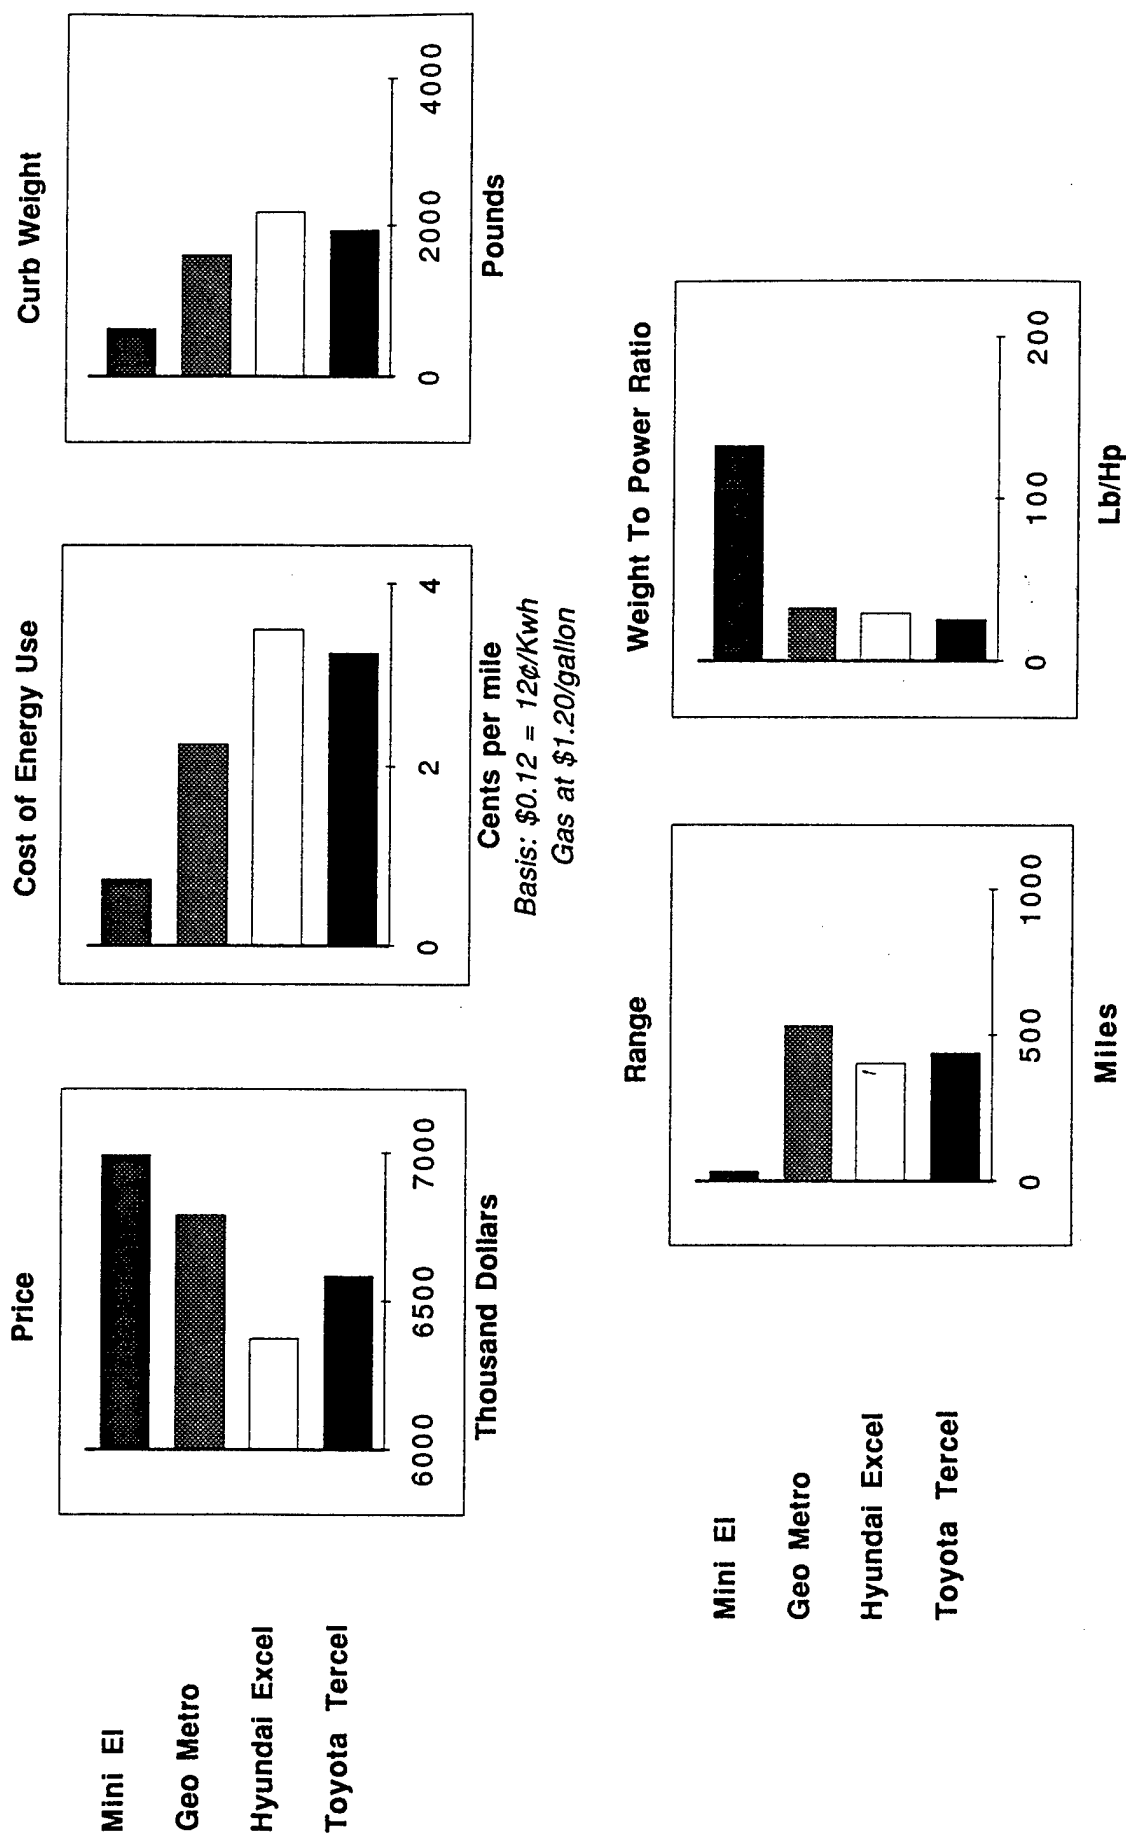 Price
Mini El
Geo Metro
Hyundai Excel
Toyota Tercel
6000 6500 7000
Thousand Dollars
Cost of Energy Use
0 2 4
Cents per mile
Basis: $0.12 = 12¢/Kwh
Gas at $1.20/gallon
Curb Weight
0 2000 4000
Pounds
Range
Mini El
Geo Metro
Hyundai Excel
Toyota Tercel
0 500 1000
Miles
Weight To Power Ratio
0 100 200
Lb/Hp